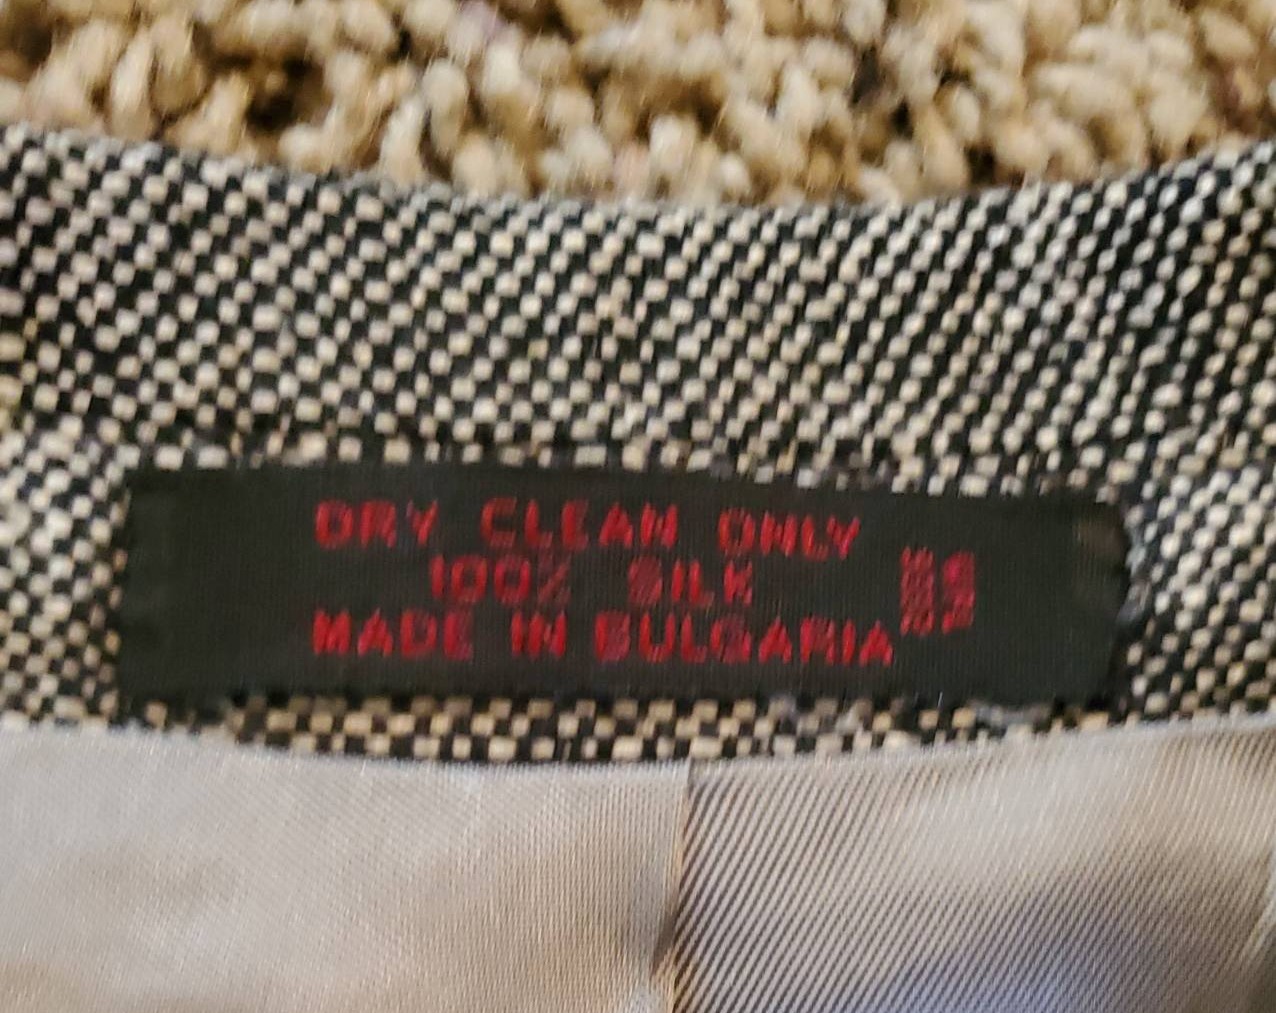 DRY CLEAN ONLY
100% SILK
MADE IN BULGARIA